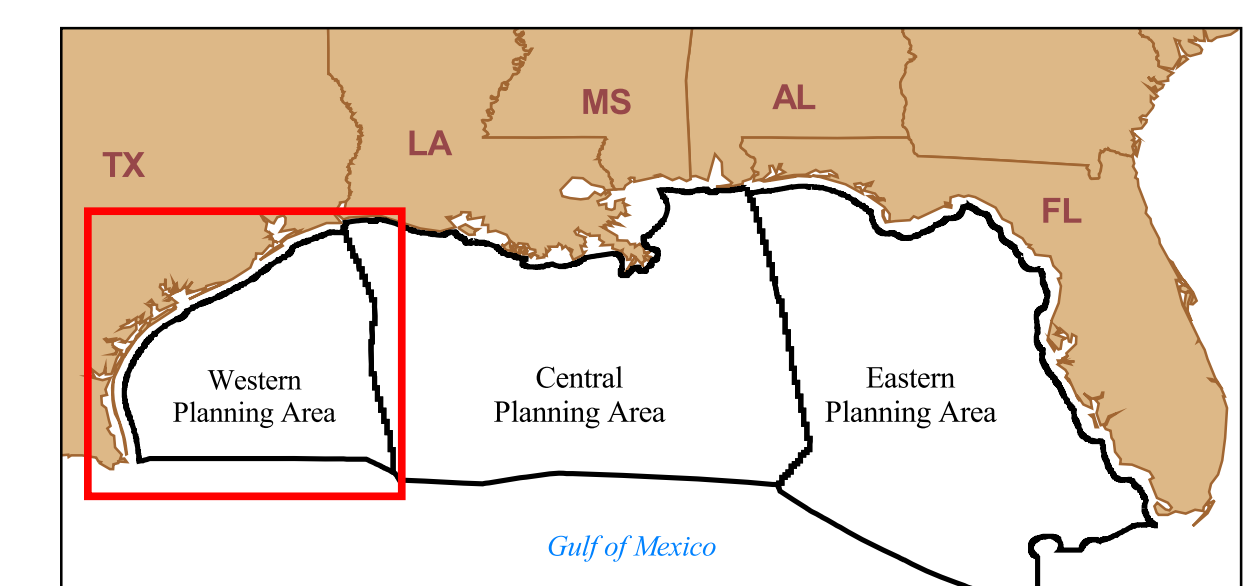 MS
AL
LA
TX
FL
Western
Planning Area
Central
Planning Area
Eastern
Planning Area
Gulf of Mexico